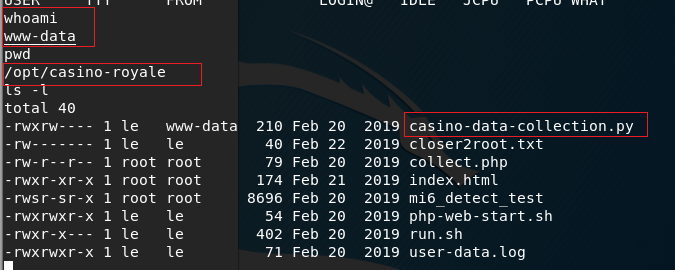 USER TTY FROM LOGIN@ IDLE JCPU PCPU WHAT
whoami
www-data
pwd
/opt/casino-royale
ls -l
total 40
-rwxrw---- 1 le www-data 210 Feb 20 2019 casino-data-collection.py
-rw------- 1 le le 40 Feb 22 2019 closer2root.txt
-rw-r--r-- 1 root root 79 Feb 20 2019 collect.php
-rwxr-xr-x 1 root root 174 Feb 21 2019 index.html
-rwsr-sr-x 1 root root 8696 Feb 20 2019 mi6_detect_test
-rwxrwxr-x 1 le le 54 Feb 20 2019 php-web-start.sh
-rwxr-x--- 1 le le 402 Feb 20 2019 run.sh
-rwxrwxr-x 1 le le 71 Feb 20 2019 user-data.log